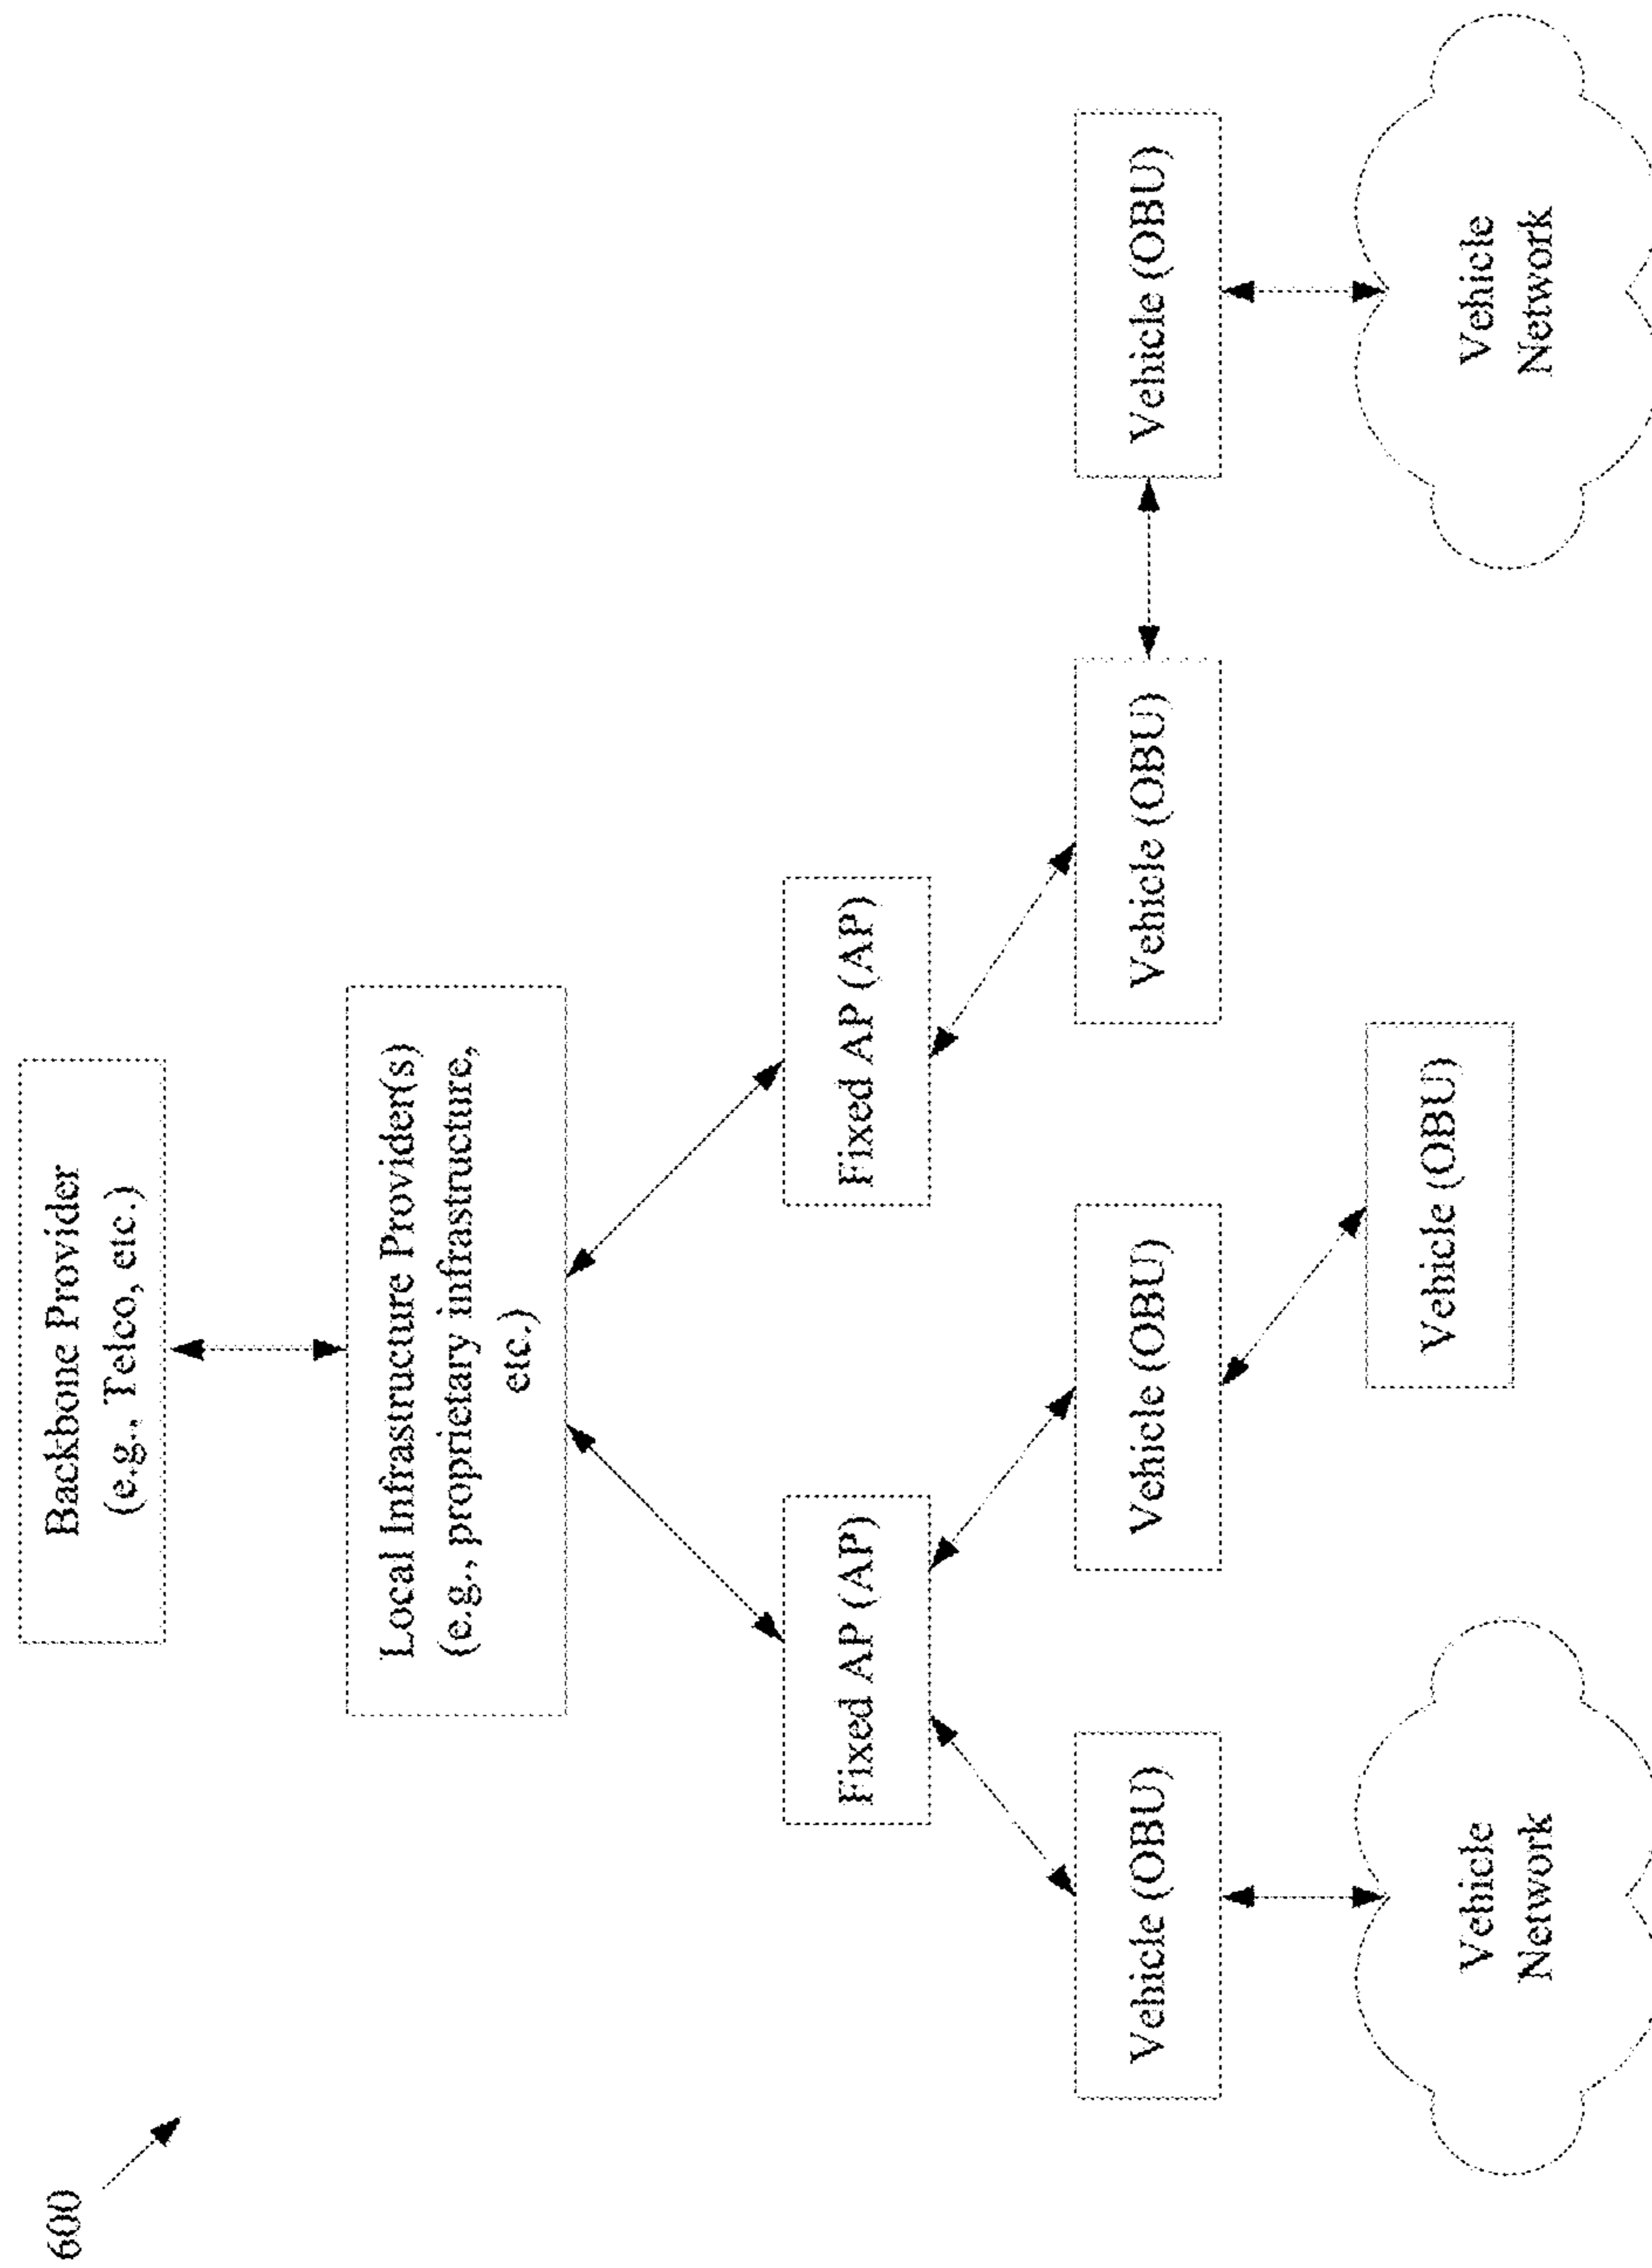 600
Backbone Provider
(e.g., Telco, etc.)
Local Infrastructure Provider(s)
(e.g., proprietary infrastructure,
etc.)
Fixed AP (AP)
Fixed AP (AP)
Vehicle (OBU)
Vehicle (OBU)
Vehicle (OBU)
Vehicle (OBU)
Vehicle (OBU)
Vehicle
Network
Vehicle
Network